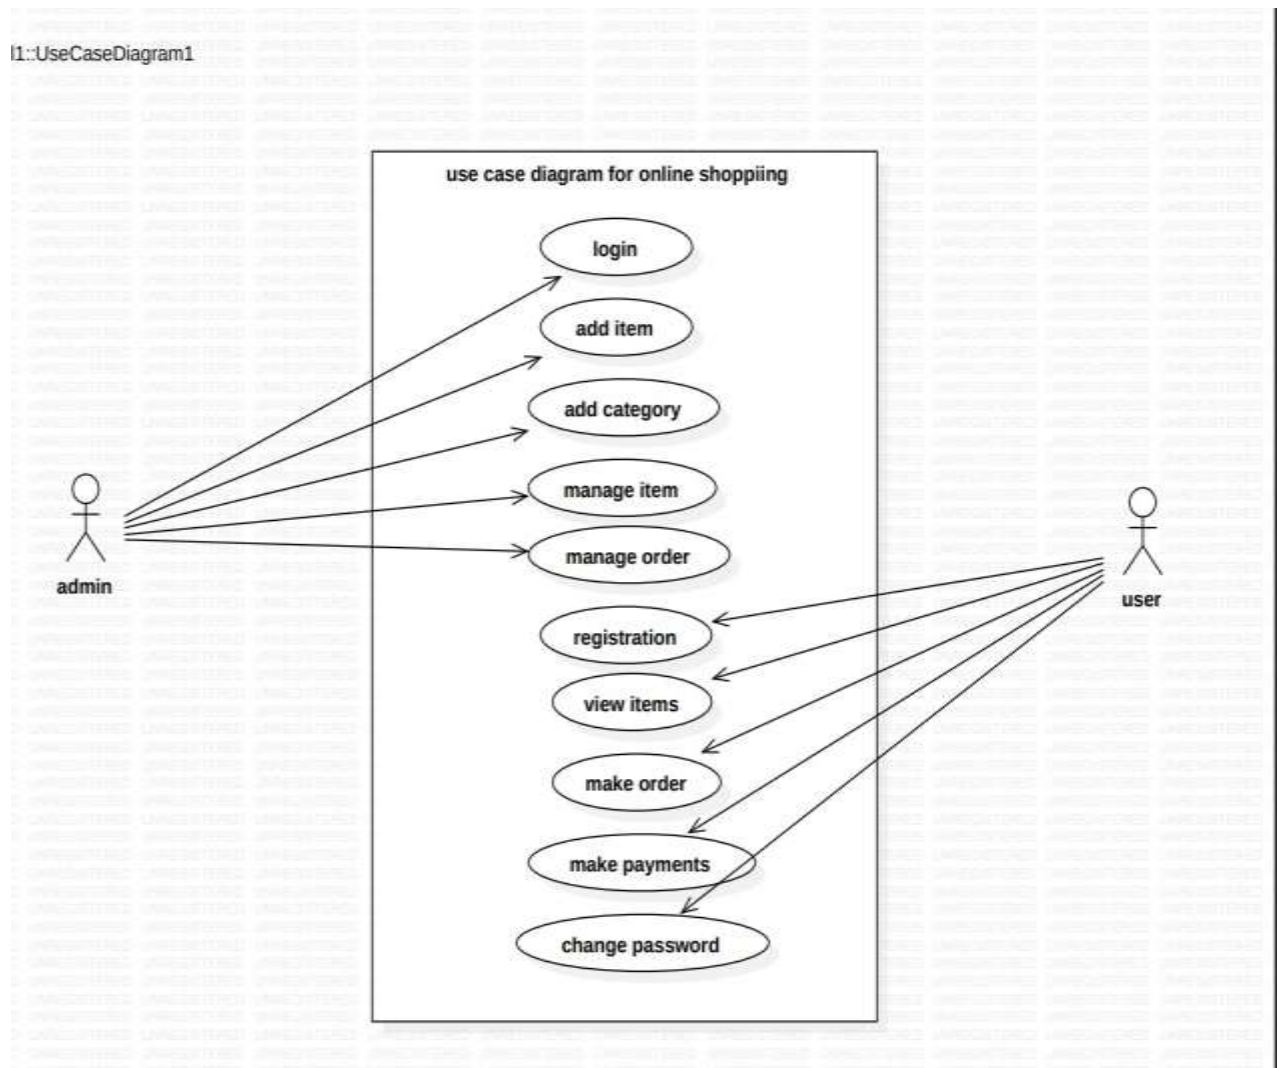 l1::UseCaseDiagram1
use case diagram for online shoppiing
login
add item
add category
manage item
manage order
admin
user
registration
view items
make order
make payments
change password
UNREGISTERED